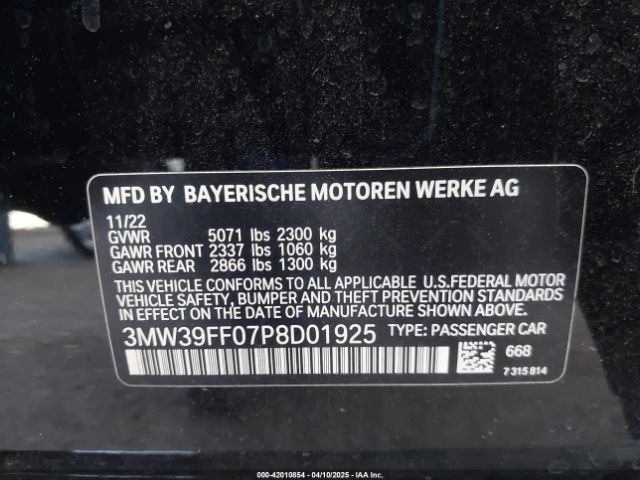 MFD BY BAYERISCHE MOTOREN WERKE AG
11/22
GVWR 5071 lbs 2300 kg
GAWR FRONT 2337 lbs 1060 kg
GAWR REAR 2866 lbs 1300 kg
THIS VEHICLE CONFORMS TO ALL APPLICABLE U.S.FEDERAL MOTOR
VEHICLE SAFETY, BUMPER AND THEFT PREVENTION STANDARDS
IN EFFECT ON THE DATE OF MANUFACTURE SHOWN ABOVE.
3MW39FF07P8D01925 TYPE: PASSENGER CAR
668
7 315 814
000-42010854 - 04/10/2025 - IAA Inc.